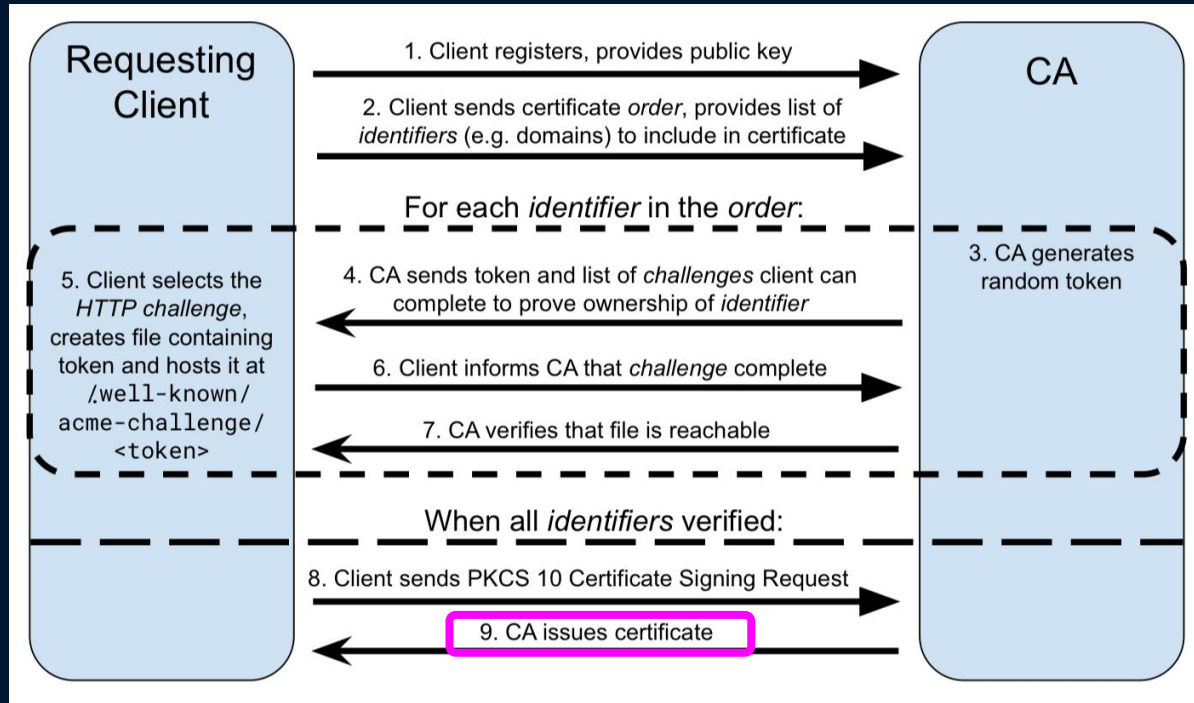 Requesting
Client
CA
1. Client registers, provides public key
2. Client sends certificate order, provides list of
identifiers (e.g. domains) to include in certificate
For each identifier in the order:
3. CA generates
random token
4. CA sends token and list of challenges client can
complete to prove ownership of identifier
5. Client selects the
HTTP challenge,
creates file containing
token and hosts it at
/.well-known/
acme-challenge/
<token>
6. Client informs CA that challenge complete
7. CA verifies that file is reachable
When all identifiers verified:
8. Client sends PKCS 10 Certificate Signing Request
9. CA issues certificate